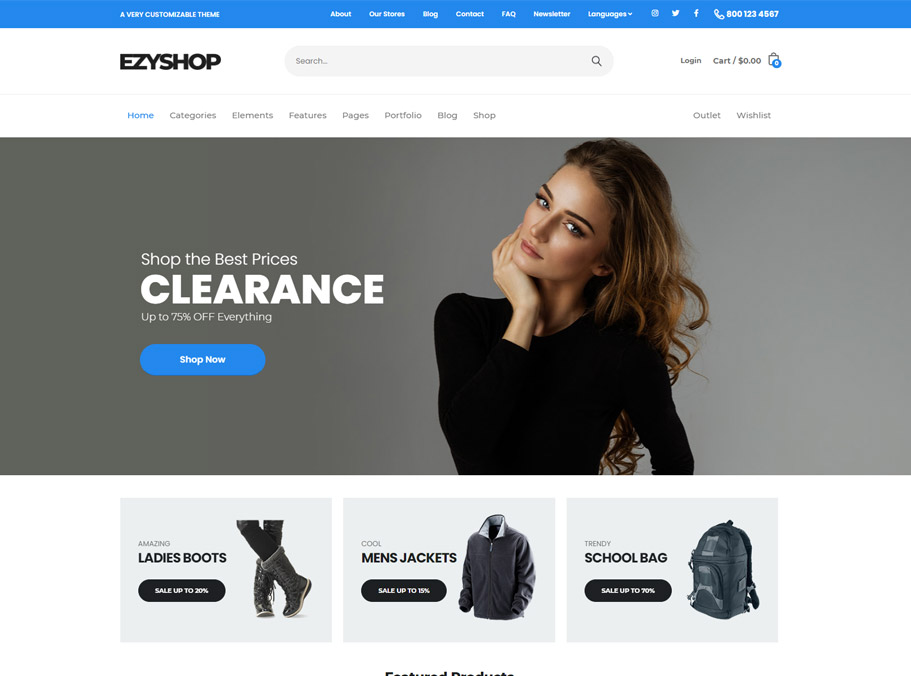 A VERY CUSTOMIZABLE THEME About Our Stores Blog Contact FAQ Newsletter Languages 800 123 4567
EZYSHOP Search... Login Cart / $0.00 0
Home Categories Elements Features Pages Portfolio Blog Shop Outlet Wishlist
Shop the Best Prices
CLEARANCE
Up to 75% OFF Everything
Shop Now
AMAZING
LADIES BOOTS
SALE UP TO 20%
COOL
MENS JACKETS
SALE UP TO 15%
TRENDY
SCHOOL BAG
SALE UP TO 70%
Featured Products